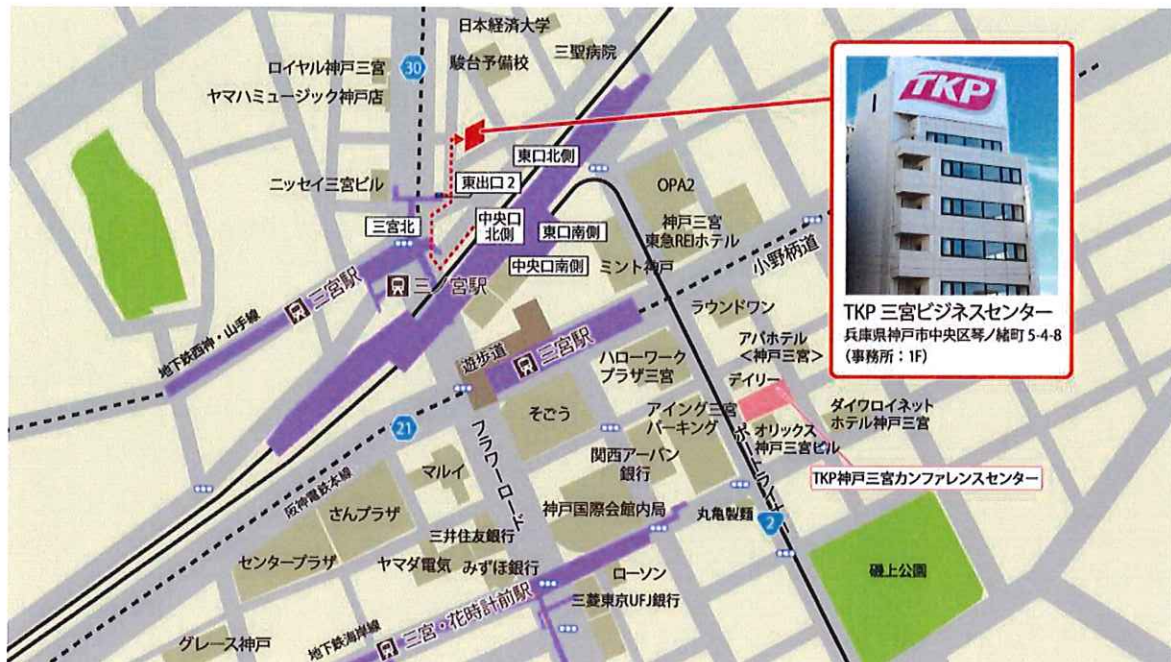 日本経済大学
三聖病院
駿台予備校
ロイヤル神戸三宮
30
ヤマハミュージック神戸店
TKP
東口北側
ニッセイ三宮ビル
東出口 2
OPA2
三宮北
中央口
北側
東口南側
神戸三宮
東急REIホテル
中央口南側
ミント神戸
小野柄道
三宮駅
三ノ宮駅
地下鉄西神・山手線
ラウンドワン
TKP 三宮ビジネスセンター
兵庫県神戸市中央区琴ノ緒町 5-4-8
(事務所:1F)
遊歩道
三宮駅
アパホテル
<神戸三宮>
ハローワーク
プラザ三宮
デイリー
そごう
アイング三宮
パーキング
ダイワロイネット
ホテル神戸三宮
オリックス
神戸三宮ビル
21
フラワーロード
ポートライナー
関西アーバン
銀行
TKP神戸三宮カンファレンスセンター
マルイ
阪神電鉄本線
さんプラザ
神戸国際会館内局
丸亀製麺
2
三井住友銀行
センタープラザ
ヤマダ電気
みずほ銀行
磯上公園
ローソン
三菱東京UFJ銀行
三宮・花時計前駅
地下鉄海岸線
グレース神戸